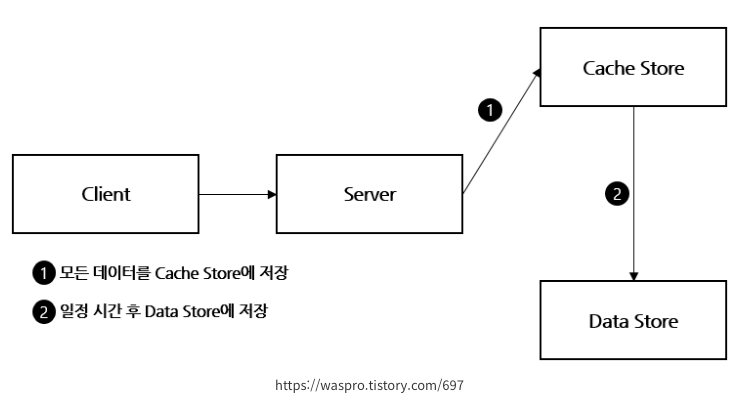 Cache Store
1
Client
Server
2
1 모든 데이터를 Cache Store에 저장
2 일정 시간 후 Data Store에 저장
Data Store
https://waspro.tistory.com/697